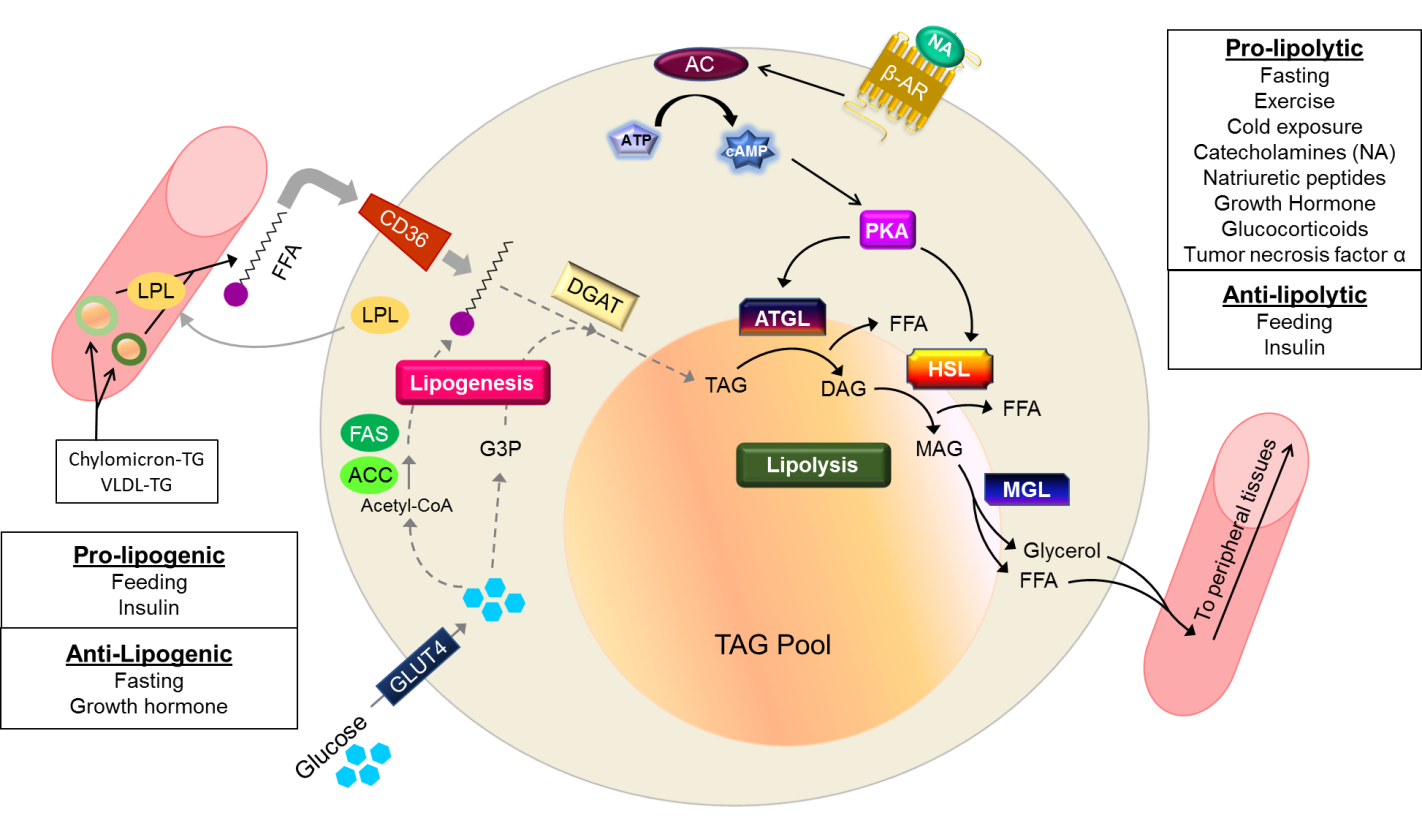 Pro-lipolytic
Fasting
Exercise
Cold exposure
Catecholamines (NA)
Natriuretic peptides
Growth Hormone
Glucocorticoids
Tumor necrosis factor α
Anti-lipolytic
Feeding
Insulin
NA
β-AR
AC
ATP
cAMP
PKA
CD36
FFA
LPL
LPL
DGAT
ATGL
FFA
HSL
TAG
DAG
FFA
MAG
Lipogenesis
FAS
ACC
G3P
Acetyl-CoA
Lipolysis
MGL
Glycerol
FFA
To peripheral tissues
Chylomicron-TG
VLDL-TG
Pro-lipogenic
Feeding
Insulin
Anti-Lipogenic
Fasting
Growth hormone
TAG Pool
GLUT4
Glucose